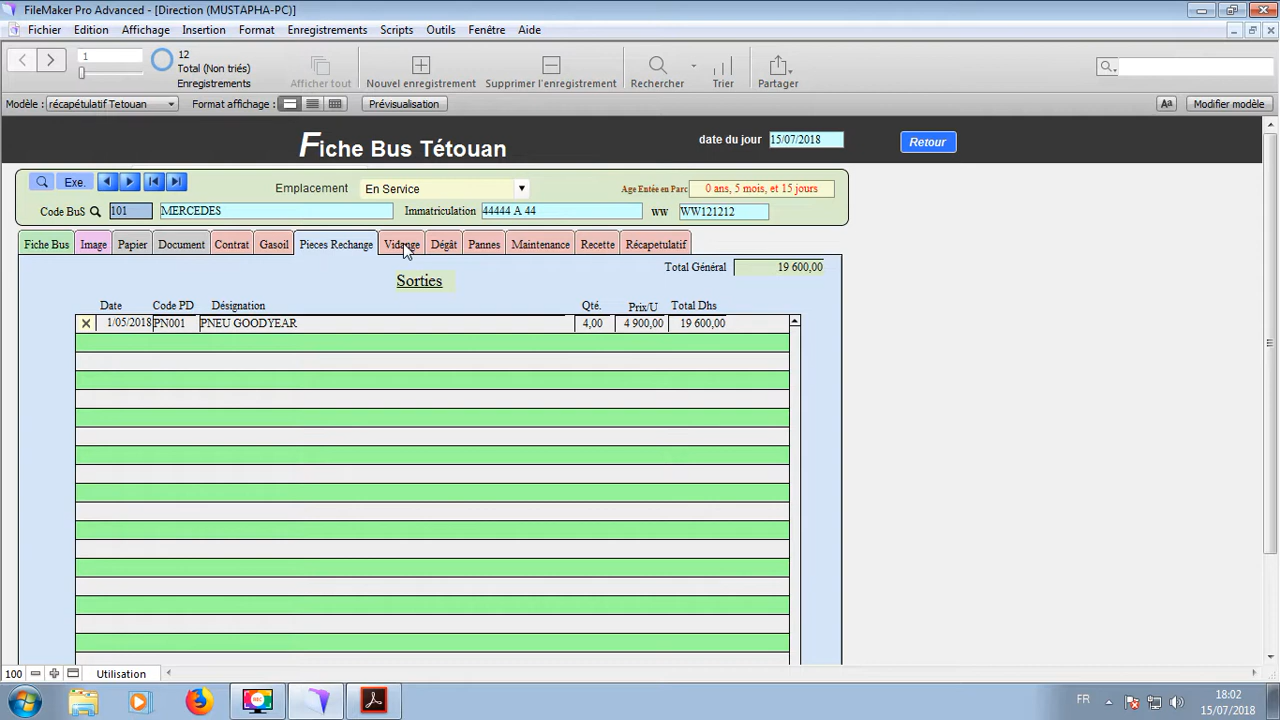 FileMaker Pro Advanced - [Direction (MUSTAPHA-PC)]
Fichier Edition Affichage Insertion Format Enregistrements Scripts Outils Fenêtre Aide
1
12
Total (Non triés)
Enregistrements
Afficher tout
Nouvel enregistrement
Supprimer l'enregistrement
Rechercher
Trier
Partager
Modèle : récapétulatif Tetouan Format affichage : Prévisualisation Aa Modifier modèle
Fiche Bus Tétouan
date du jour 15/07/2018 Retour
Exe. Emplacement En Service Age Entée en Parc 0 ans, 5 mois, et 15 jours
Code BuS 101 MERCEDES Immatriculation 44444 A 44 WW WW121212
Fiche Bus Image Papier Document Contrat Gasoil Pieces Rechange Vidange Dégât Pannes Maintenance Recette Récapetulatif
Total Général 19 600,00
Sorties
Date Code PD Désignation Qté. Prix/U Total Dhs
1/05/2018 PN001 PNEU GOODYEAR 4,00 4 900,00 19 600,00
100 Utilisation
REC
FR
18:02
15/07/2018